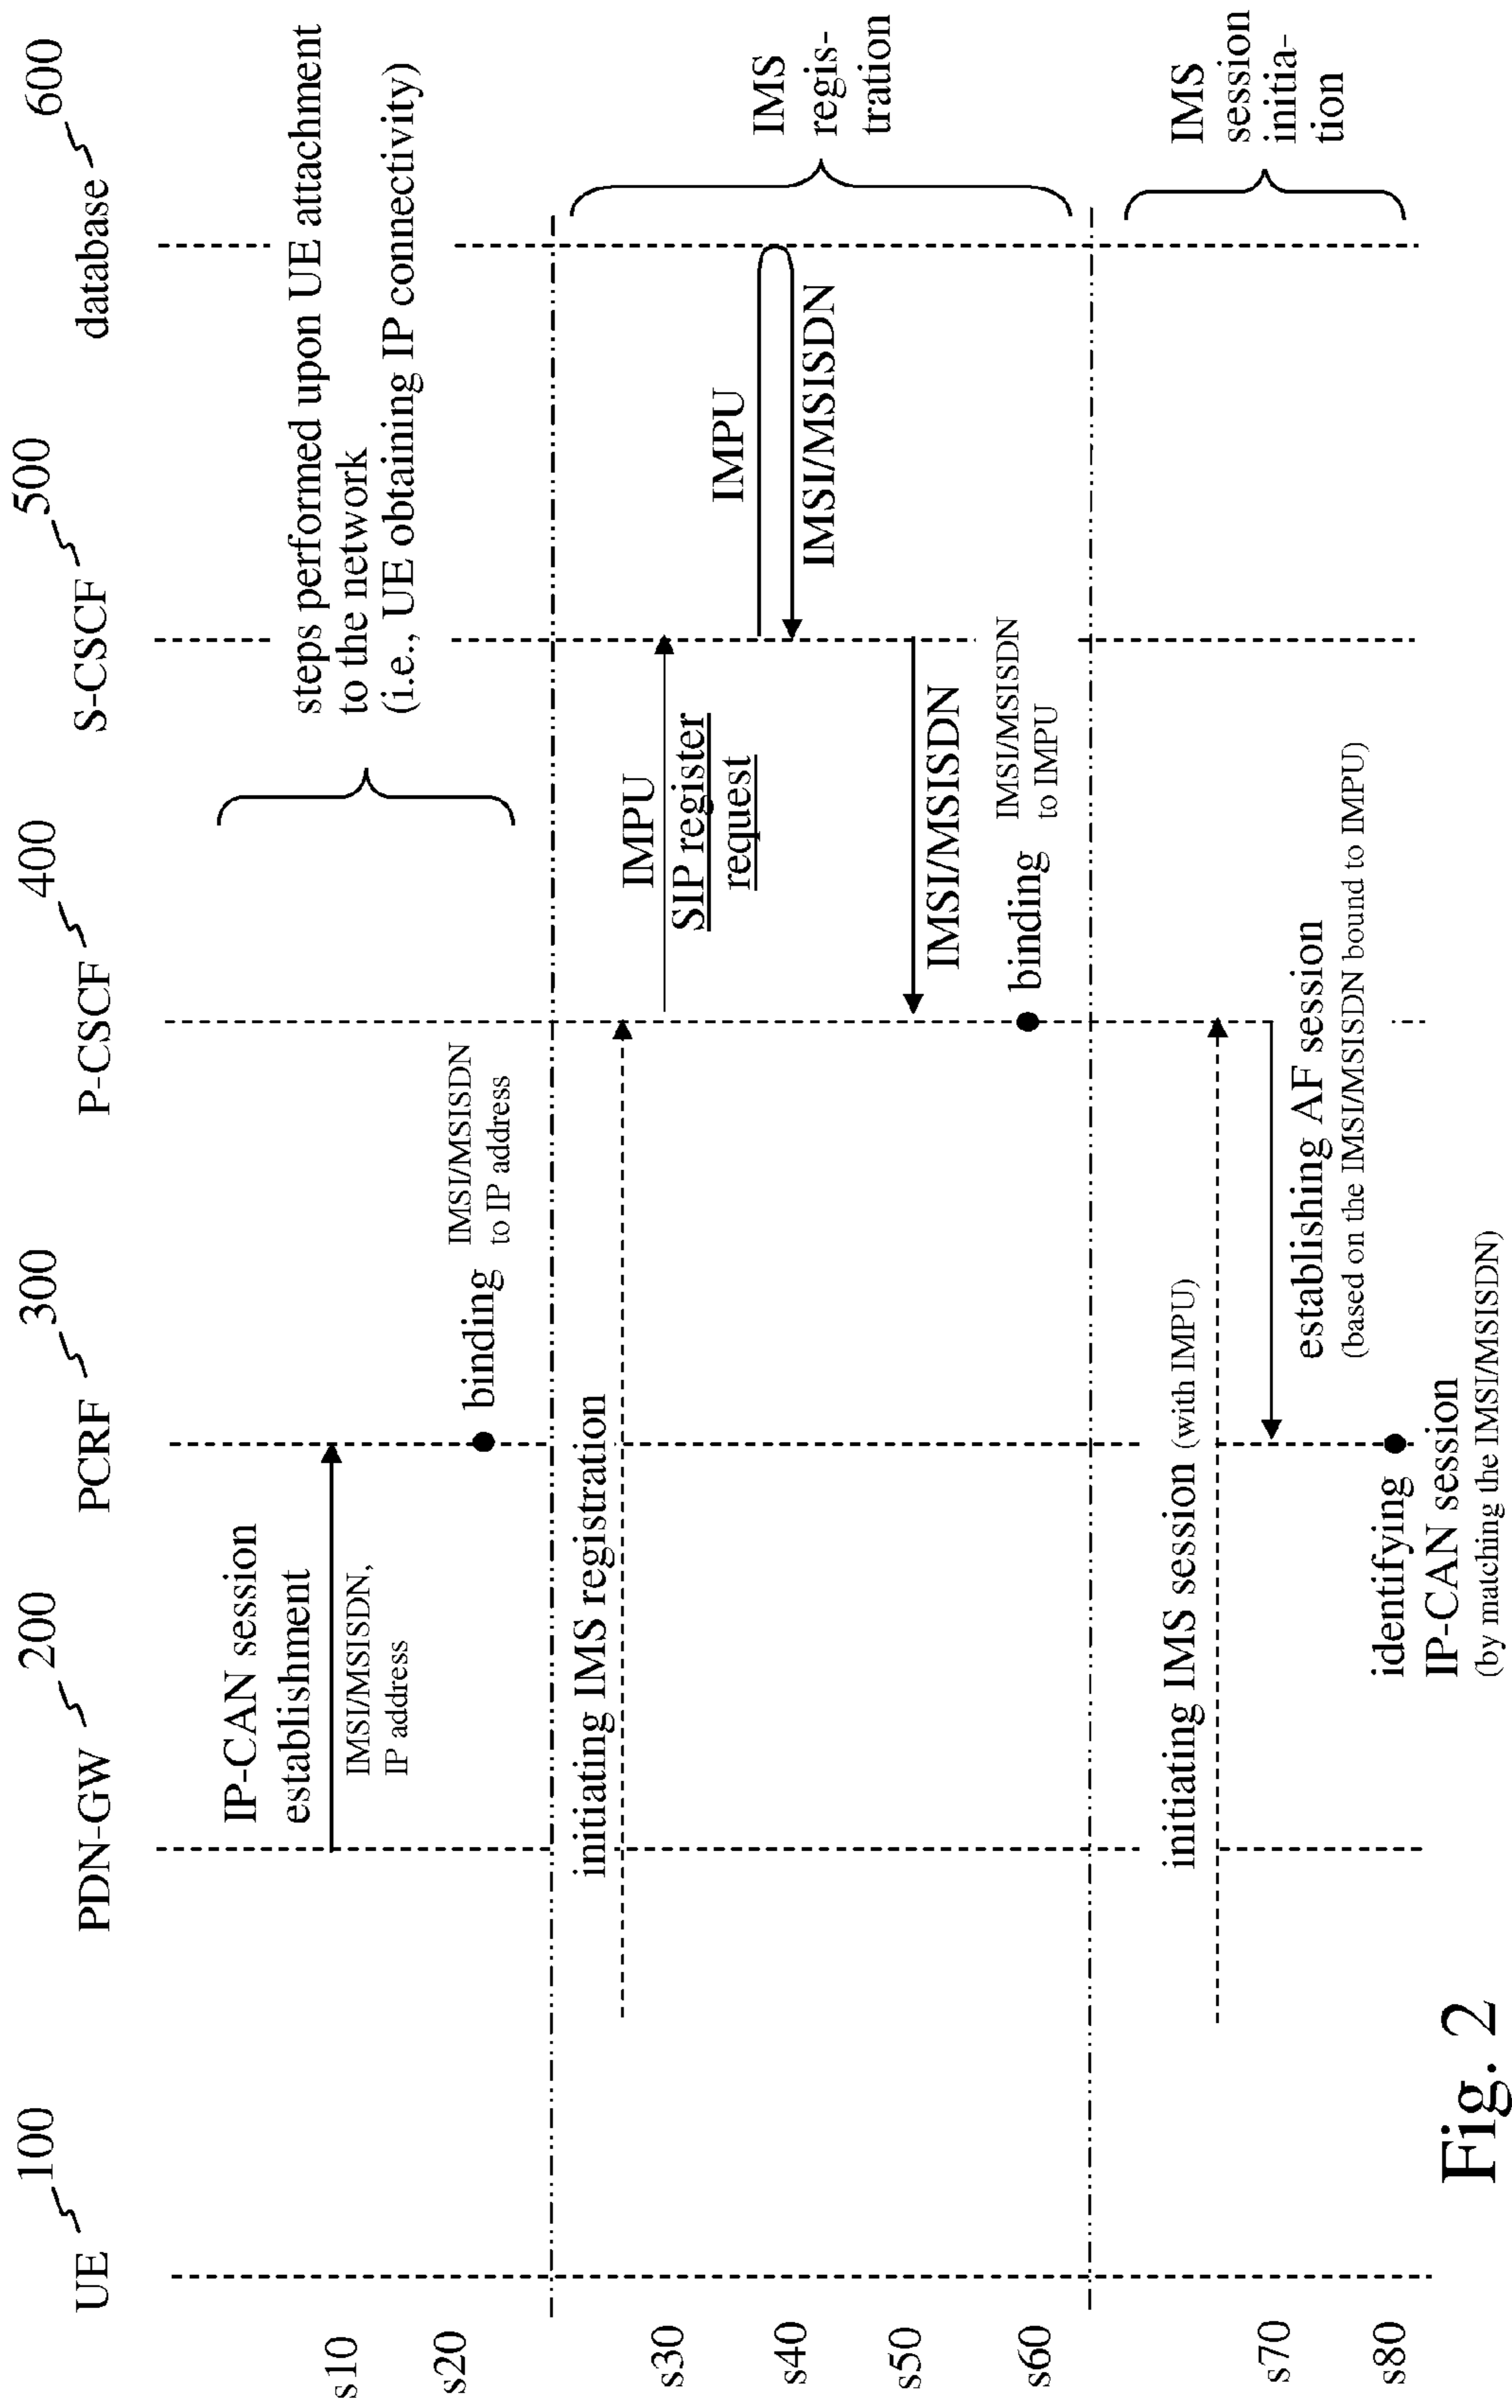 UE
100
PDN-GW
200
PCRF
300
P-CSCF
400
S-CSCF
500
database
600
IP-CAN session
establishment
s10
IMSI/MSISDN,
IP address
steps performed upon UE attachment
to the network
(i.e., UE obtaining IP connectivity)
s20
binding
IMSI/MSISDN
to IP address
initiating IMS registration
s30
IMPU
SIP register
request
s40
IMPU
IMSI/MSISDN
IMS
regis-
tration
s50
IMSI/MSISDN
s60
binding
IMSI/MSISDN
to IMPU
initiating IMS session (with IMPU)
s70
establishing AF session
(based on the IMSI/MSISDN bound to IMPU)
IMS
session
initia-
tion
s80
identifying
IP-CAN session
(by matching the IMSI/MSISDN)
Fig. 2